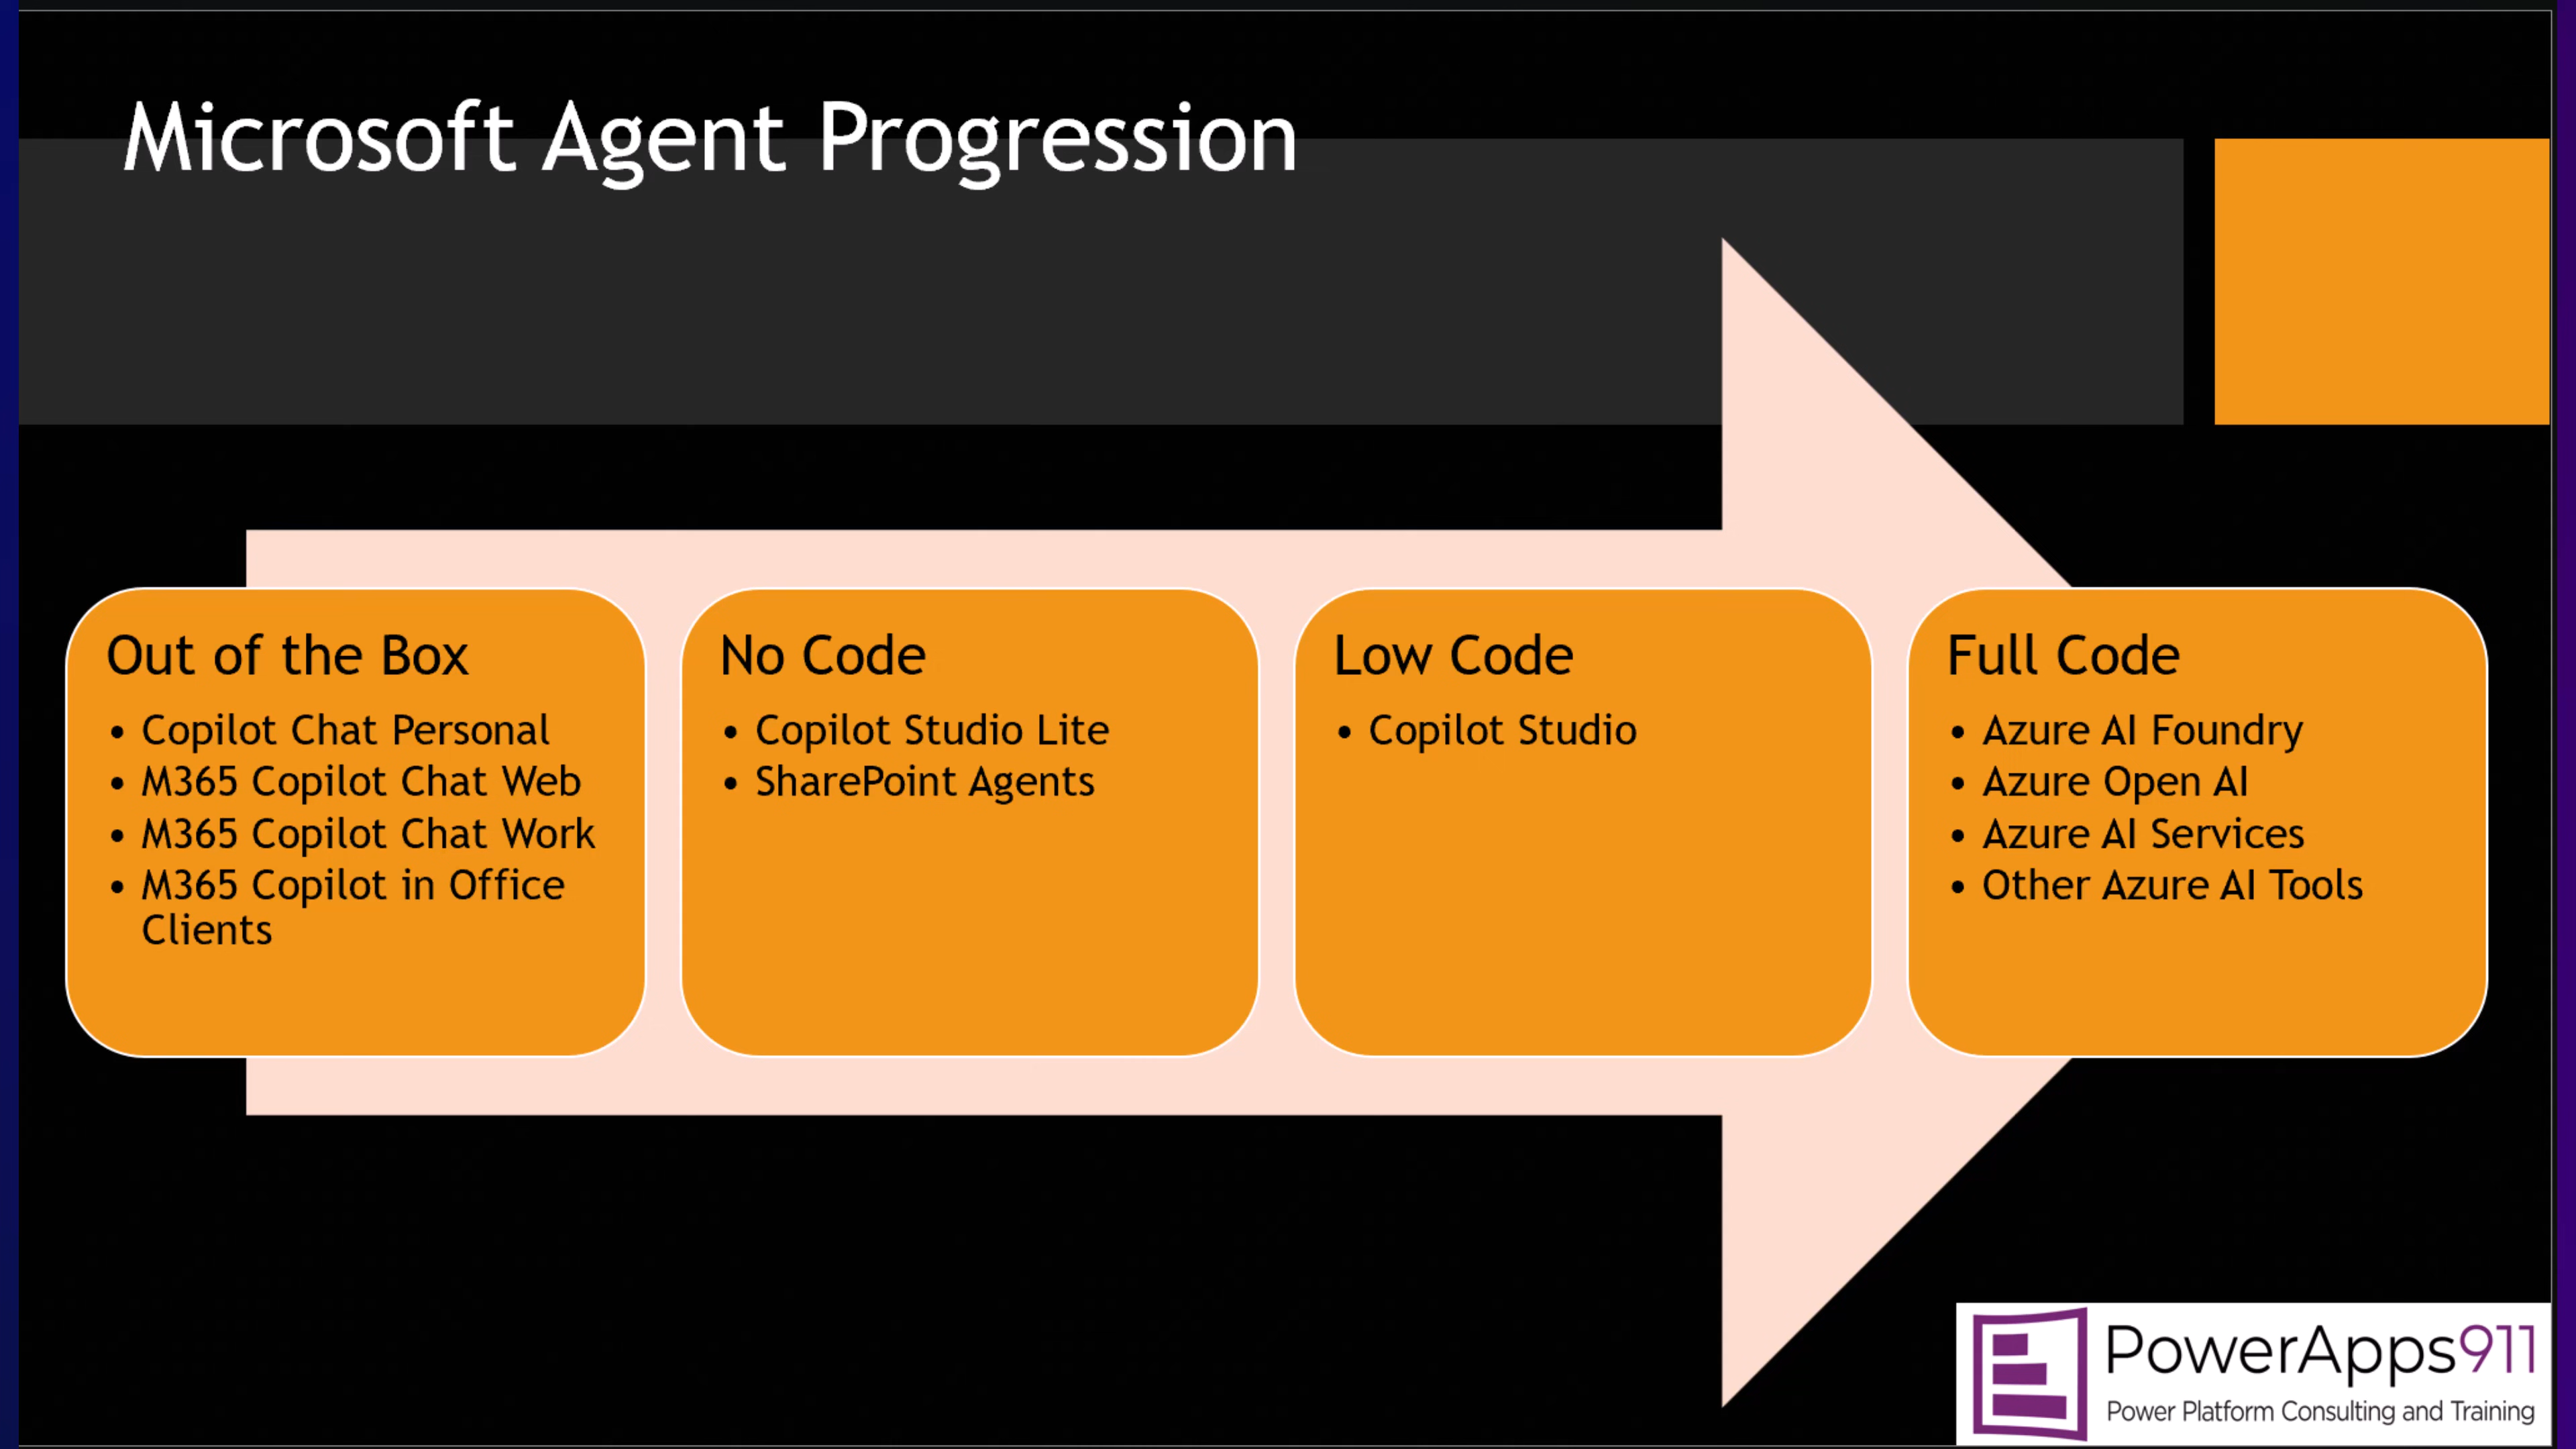 Microsoft Agent Progression
Out of the Box
• Copilot Chat Personal
• M365 Copilot Chat Web
• M365 Copilot Chat Work
• M365 Copilot in Office
Clients
No Code
• Copilot Studio Lite
• SharePoint Agents
Low Code
• Copilot Studio
Full Code
• Azure AI Foundry
• Azure Open AI
• Azure AI Services
• Other Azure AI Tools
PowerApps911
Power Platform Consulting and Training